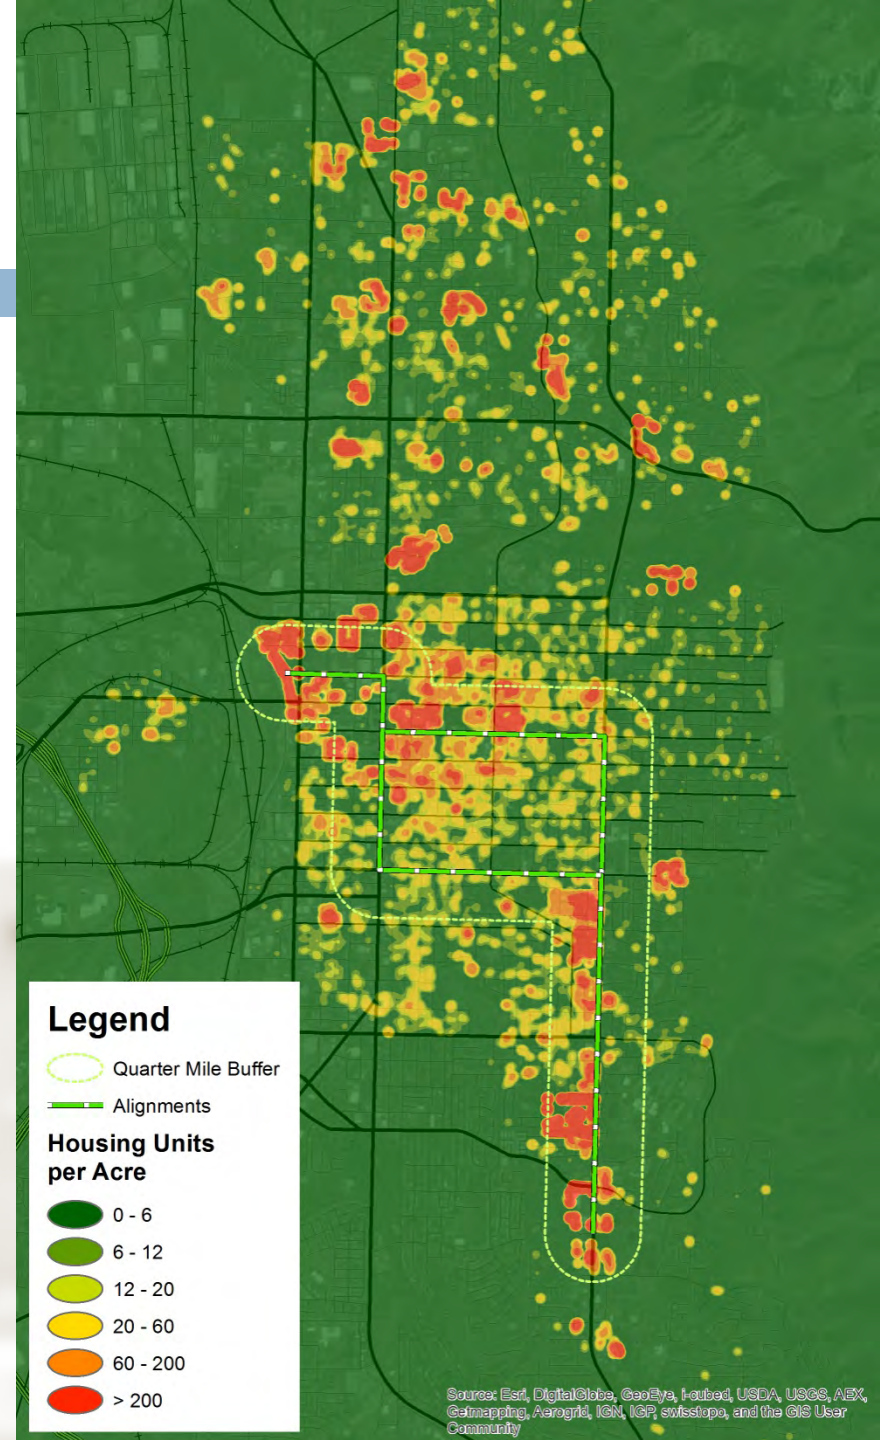 Legend
Quarter Mile Buffer
Alignments
Housing Units
per Acre
0 - 6
6 - 12
12 - 20
20 - 60
60 - 200
> 200
Source: Esri, DigitalGlobe, GeoEye, i-cubed, USDA, USGS, AEX,
Getmapping, Aerogrid, IGN, IGP, swisstopo, and the GIS User
Community